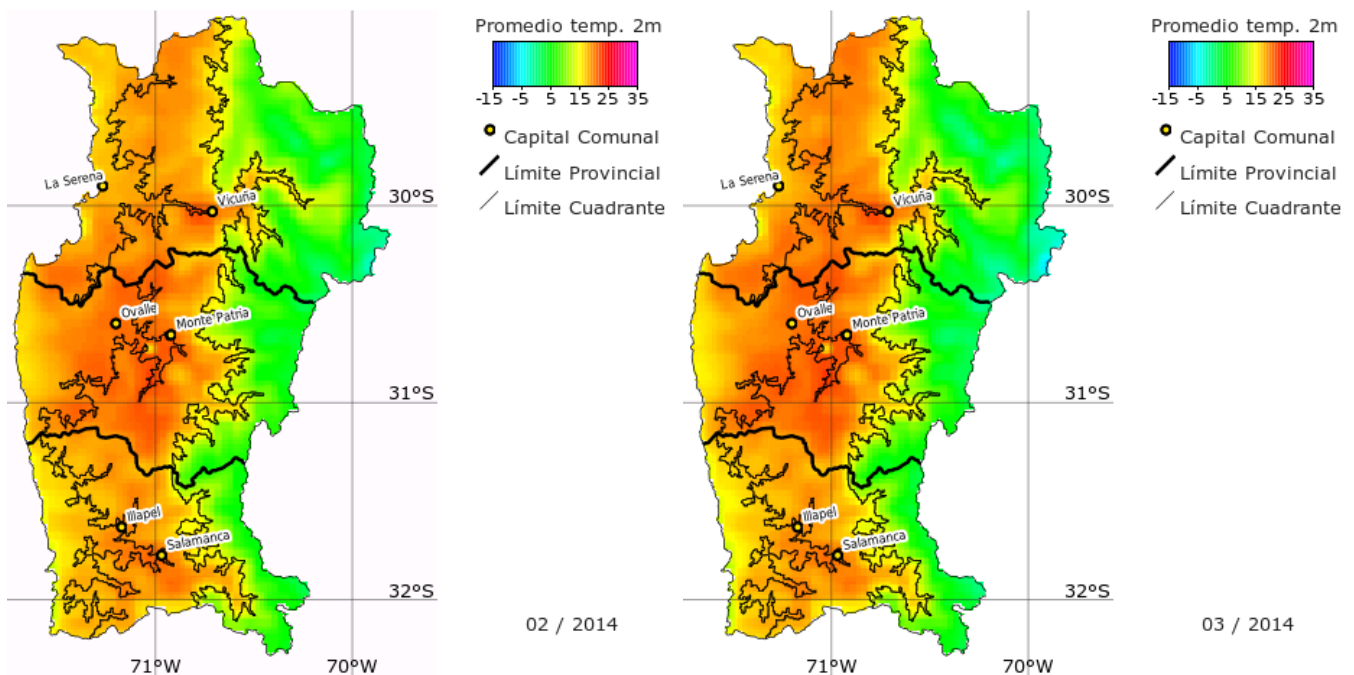 Promedio temp. 2m
-15 -5 5 15 25 35
Capital Comunal
Límite Provincial
Límite Cuadrante
La Serena
Vicuña
30°S
Ovalle
Monte Patria
31°S
Illapel
Salamanca
32°S
02 / 2014
71°W
70°W
Promedio temp. 2m
-15 -5 5 15 25 35
Capital Comunal
Límite Provincial
Límite Cuadrante
La Serena
Vicuña
30°S
Ovalle
Monte Patria
31°S
Illapel
Salamanca
32°S
03 / 2014
71°W
70°W